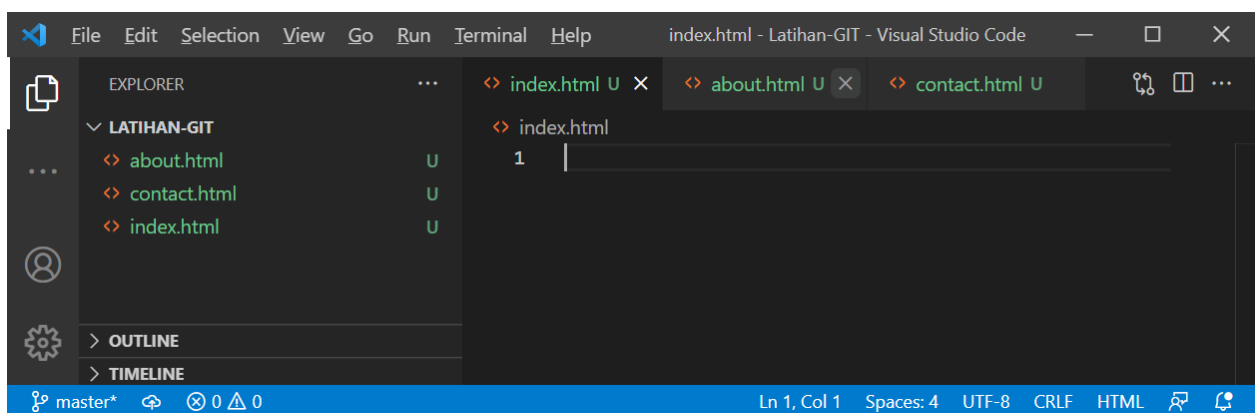 File Edit Selection View Go Run Terminal Help index.html - Latihan-GIT - Visual Studio Code
EXPLORER
index.html U about.html U contact.html U
LATIHAN-GIT
index.html
about.html U
1
contact.html U
index.html U
OUTLINE
TIMELINE
master* 0 0 Ln 1, Col 1 Spaces: 4 UTF-8 CRLF HTML